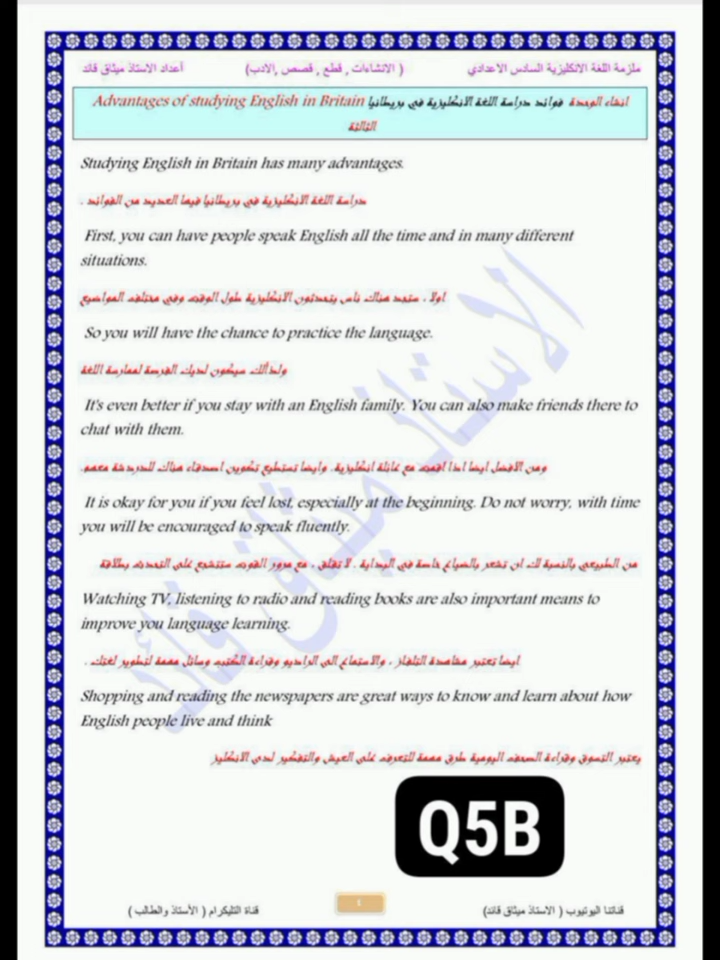 ملزمة اللغة الانكليزية السادس الاعدادي ( الانشاءات , قطع , قصص ,الادب) أعداد الاستاذ ميثاق قائد
انشاء الوحدة فوائد دراسة اللغة الانكليزية في بريطانيا Advantages of studying English in Britain
الثالثة
Studying English in Britain has many advantages.
دراسة اللغة الانكليزية في بريطانيا فيها العديد من الفوائد .
First, you can have people speak English all the time and in many different
situations.
اولا ، ستجد هناك ناس يتحدثون الانكليزية طول الوقت وفي مختلف المواضيع
So you will have the chance to practice the language.
ولذألك سيكون لديك الفرصة لممارسة اللغة
It's even better if you stay with an English family. You can also make friends there to
chat with them.
ومن الافضل ايضا اذا اقمت مع عائلة انكليزية. وايضا تستطيع تكوين اصدقاء هناك للدردشة معهم.
It is okay for you if you feel lost, especially at the beginning. Do not worry, with time
you will be encouraged to speak fluently.
من الطبيعي بالنسبة لك ان تشعر بالضياع خاصة في البداية . لا تقلق ، مع مرور الوقت ستتشجع على التحدث بطلاقة
Watching TV, listening to radio and reading books are also important means to
improve you language learning.
ايضا تعتبر مشاهدة التلفاز ، والاستماع الى الراديو وقراءة الكتب وسائل مهمة لتطوير لغتك .
Shopping and reading the newspapers are great ways to know and learn about how
English people live and think
يعتبر التسوق وقراءة الصحف اليومية طرق مهمة للتعرف على العيش والتفكير لدى الانكليز
Q5B
قناتنا اليوتيوب ( الاستاذ ميثاق قائد) ٤ قناة التليكرام ( الأستاذ والطالب )
الاستاذ ميثاق قائد